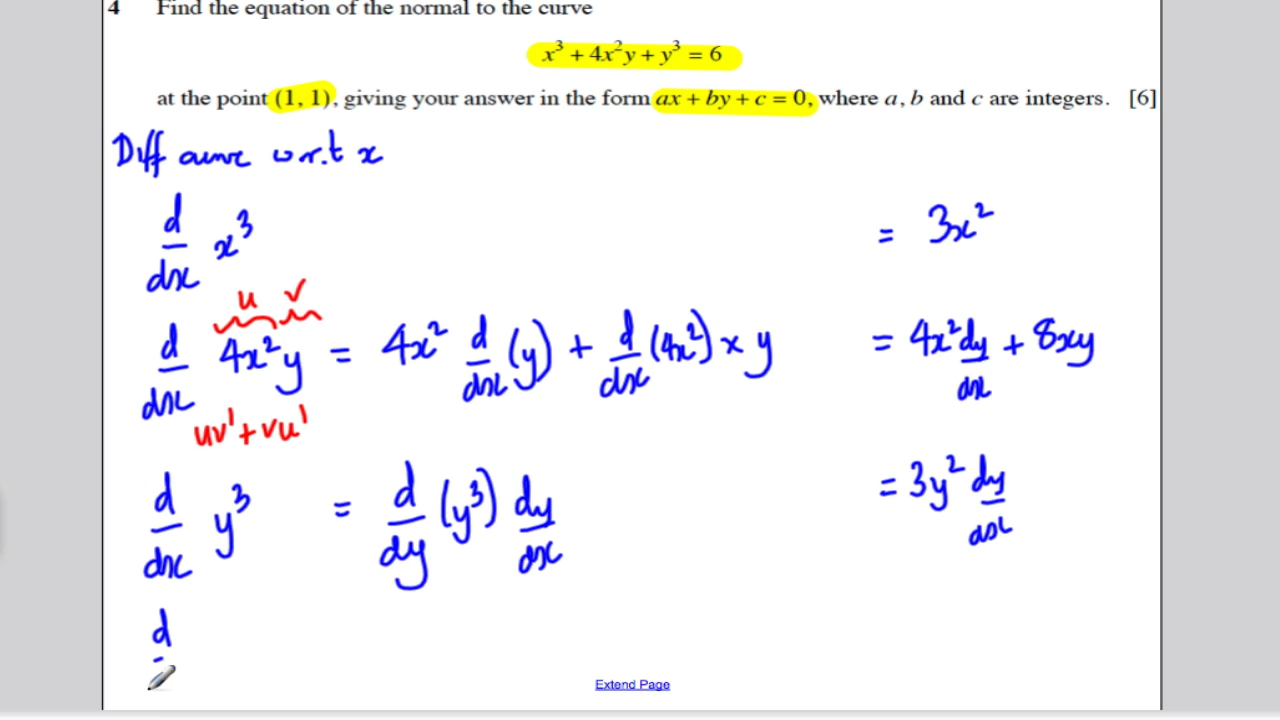 4 Find the equation of the normal to the curve
x³ + 4x²y + y³ = 6
at the point (1, 1), giving your answer in the form ax + by + c = 0, where a, b and c are integers. [6]
Diff curve w.r.t x
d/dx x³ = 3x²
u v
d/dx 4x²y = 4x² d/dx (y) + d/dx (4x²) × y = 4x² dy/dx + 8xy
uv' + vu'
d/dx y³ = d/dy (y³) dy/dx = 3y² dy/dx
d
Extend Page